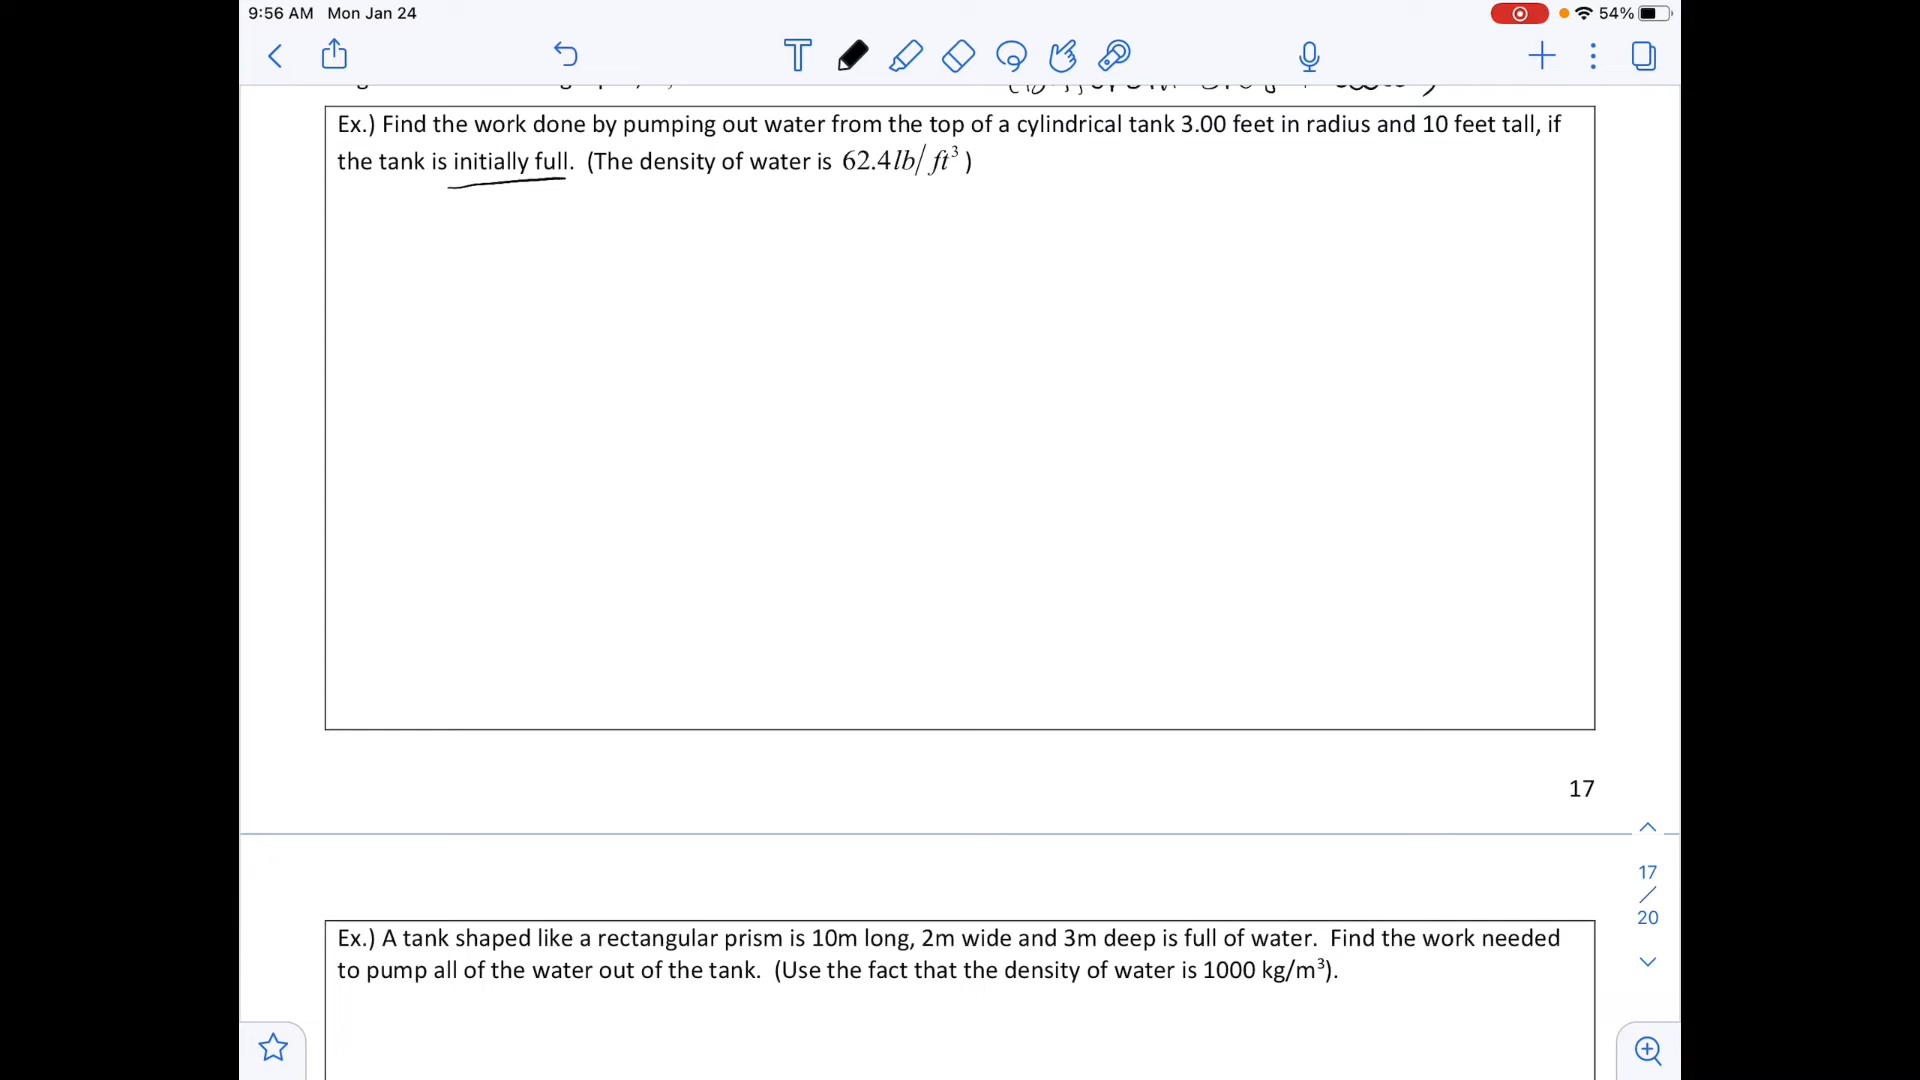 9:56 AM Mon Jan 24
54%
Ex.) Find the work done by pumping out water from the top of a cylindrical tank 3.00 feet in radius and 10 feet tall, if
the tank is initially full. (The density of water is 62.4lb/ft³)
17
17
/
20
Ex.) A tank shaped like a rectangular prism is 10m long, 2m wide and 3m deep is full of water. Find the work needed
to pump all of the water out of the tank. (Use the fact that the density of water is 1000 kg/m³).